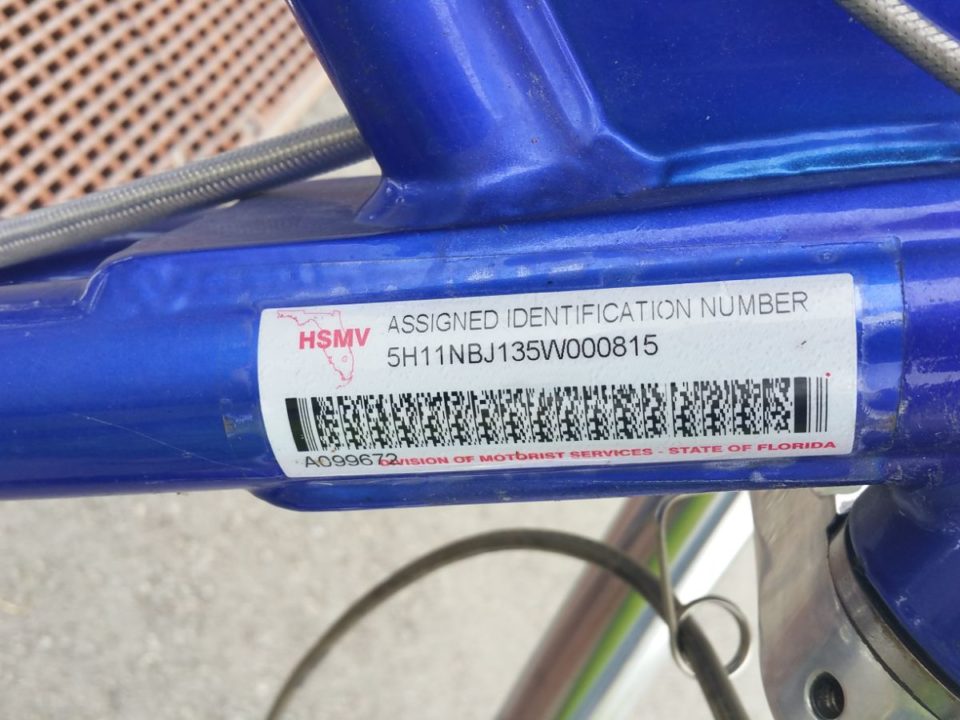 HSMV
ASSIGNED IDENTIFICATION NUMBER
5H11NBJ135W000815
A099672
DIVISION OF MOTORIST SERVICES - STATE OF FLORIDA